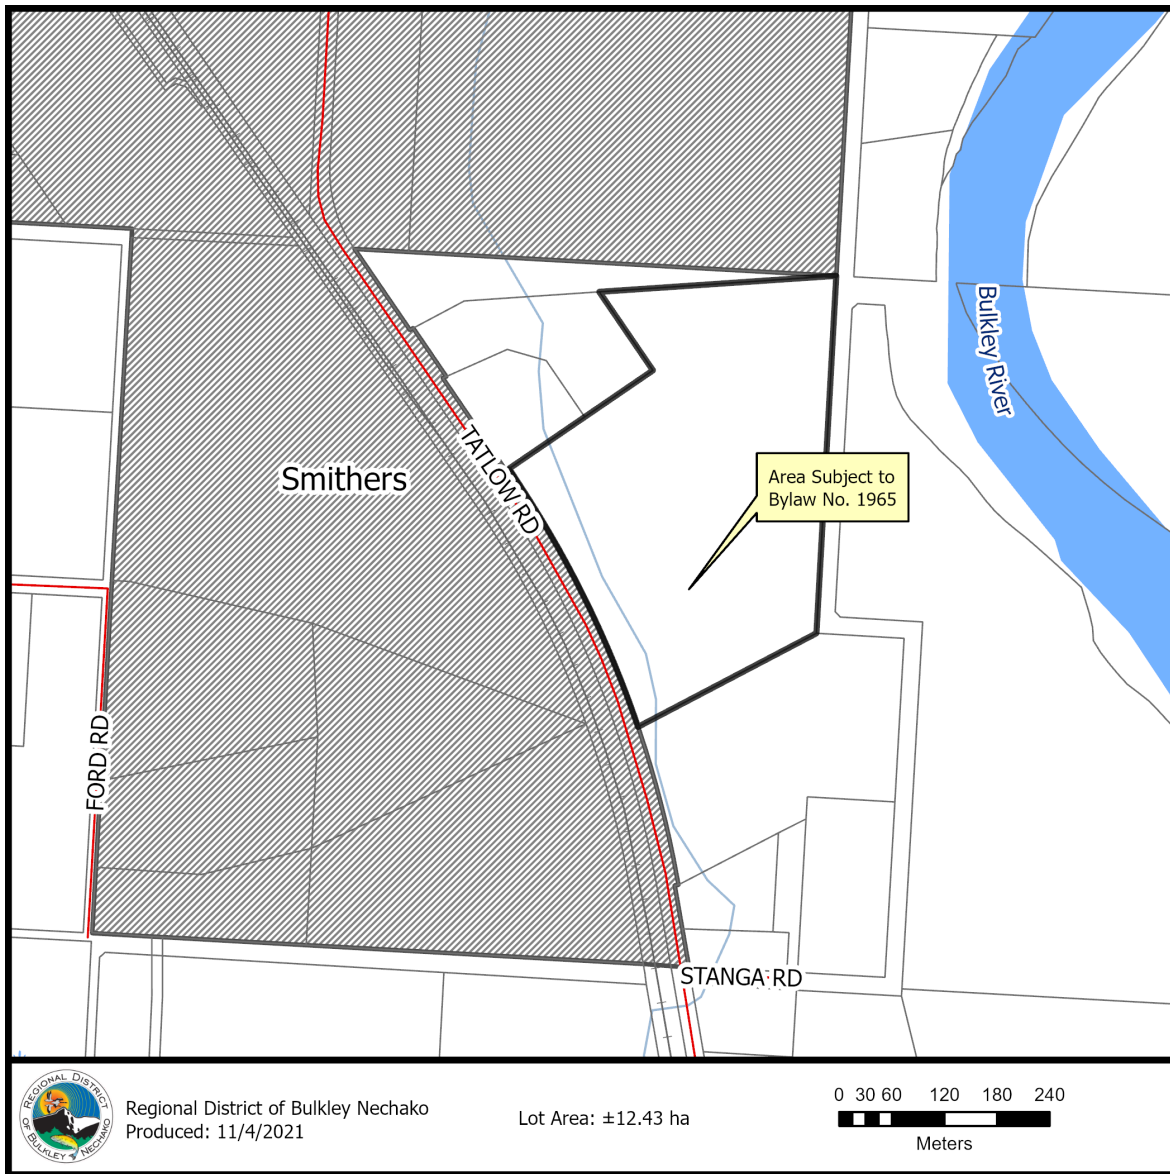 Bulkley River
Area Subject to
Bylaw No. 1965
TATLOW RD
Smithers
FORD RD
STANGA RD
REGIONAL DISTRICT
OF BULKLEY NECHAKO
Regional District of Bulkley Nechako
Produced: 11/4/2021
Lot Area: ±12.43 ha
0 30 60 120 180 240
Meters